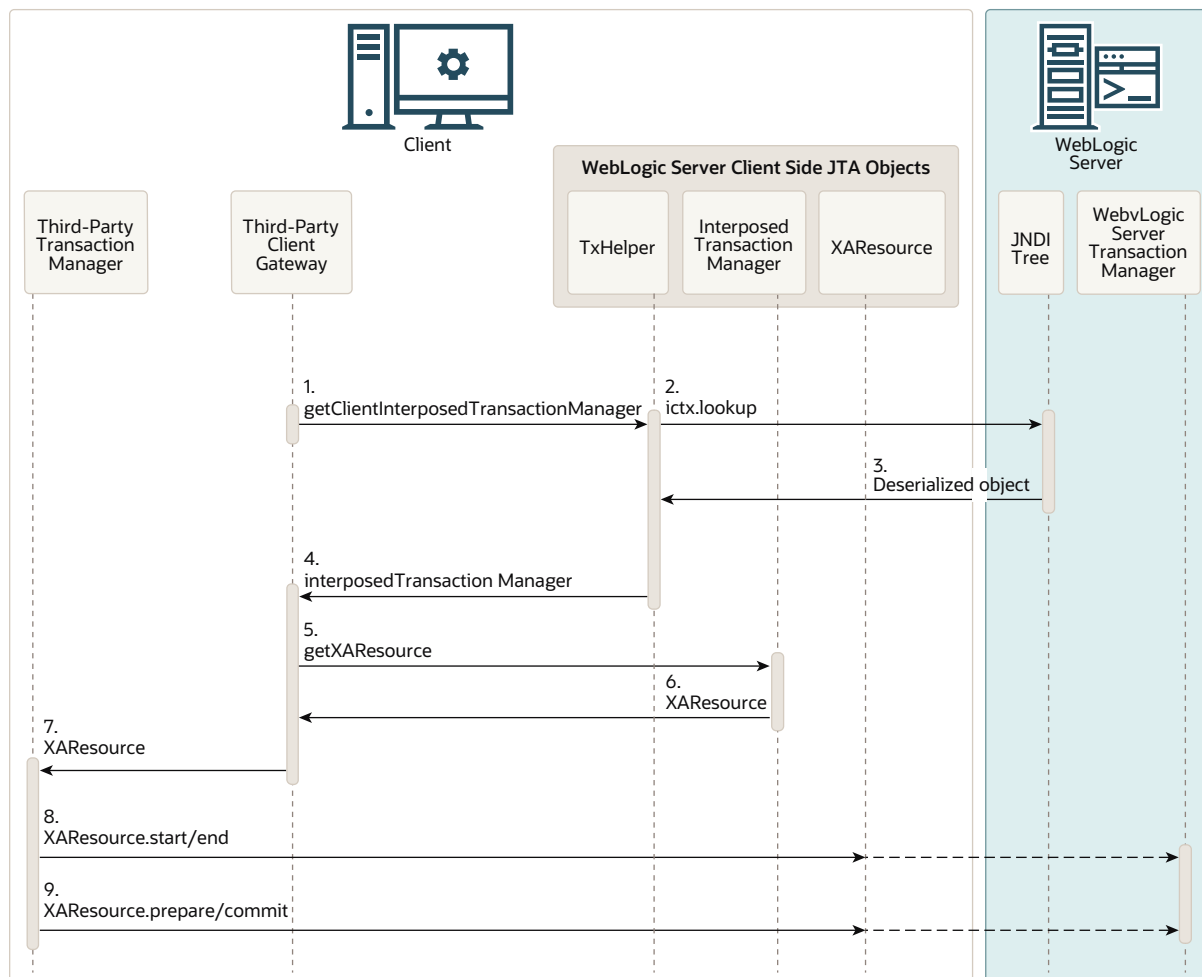 Client
WebLogic
Server
WebLogic Server Client Side JTA Objects
Third-Party
Transaction
Manager
Third-Party
Client
Gateway
TxHelper
Interposed
Transaction
Manager
XAResource
JNDI
Tree
WebvLogic
Server
Transaction
Manager
1.
getClientInterposedTransactionManager
2.
ictx.lookup
3.
Deserialized object
4.
interposedTransaction Manager
5.
getXAResource
6.
XAResource
7.
XAResource
8.
XAResource.start/end
9.
XAResource.prepare/commit